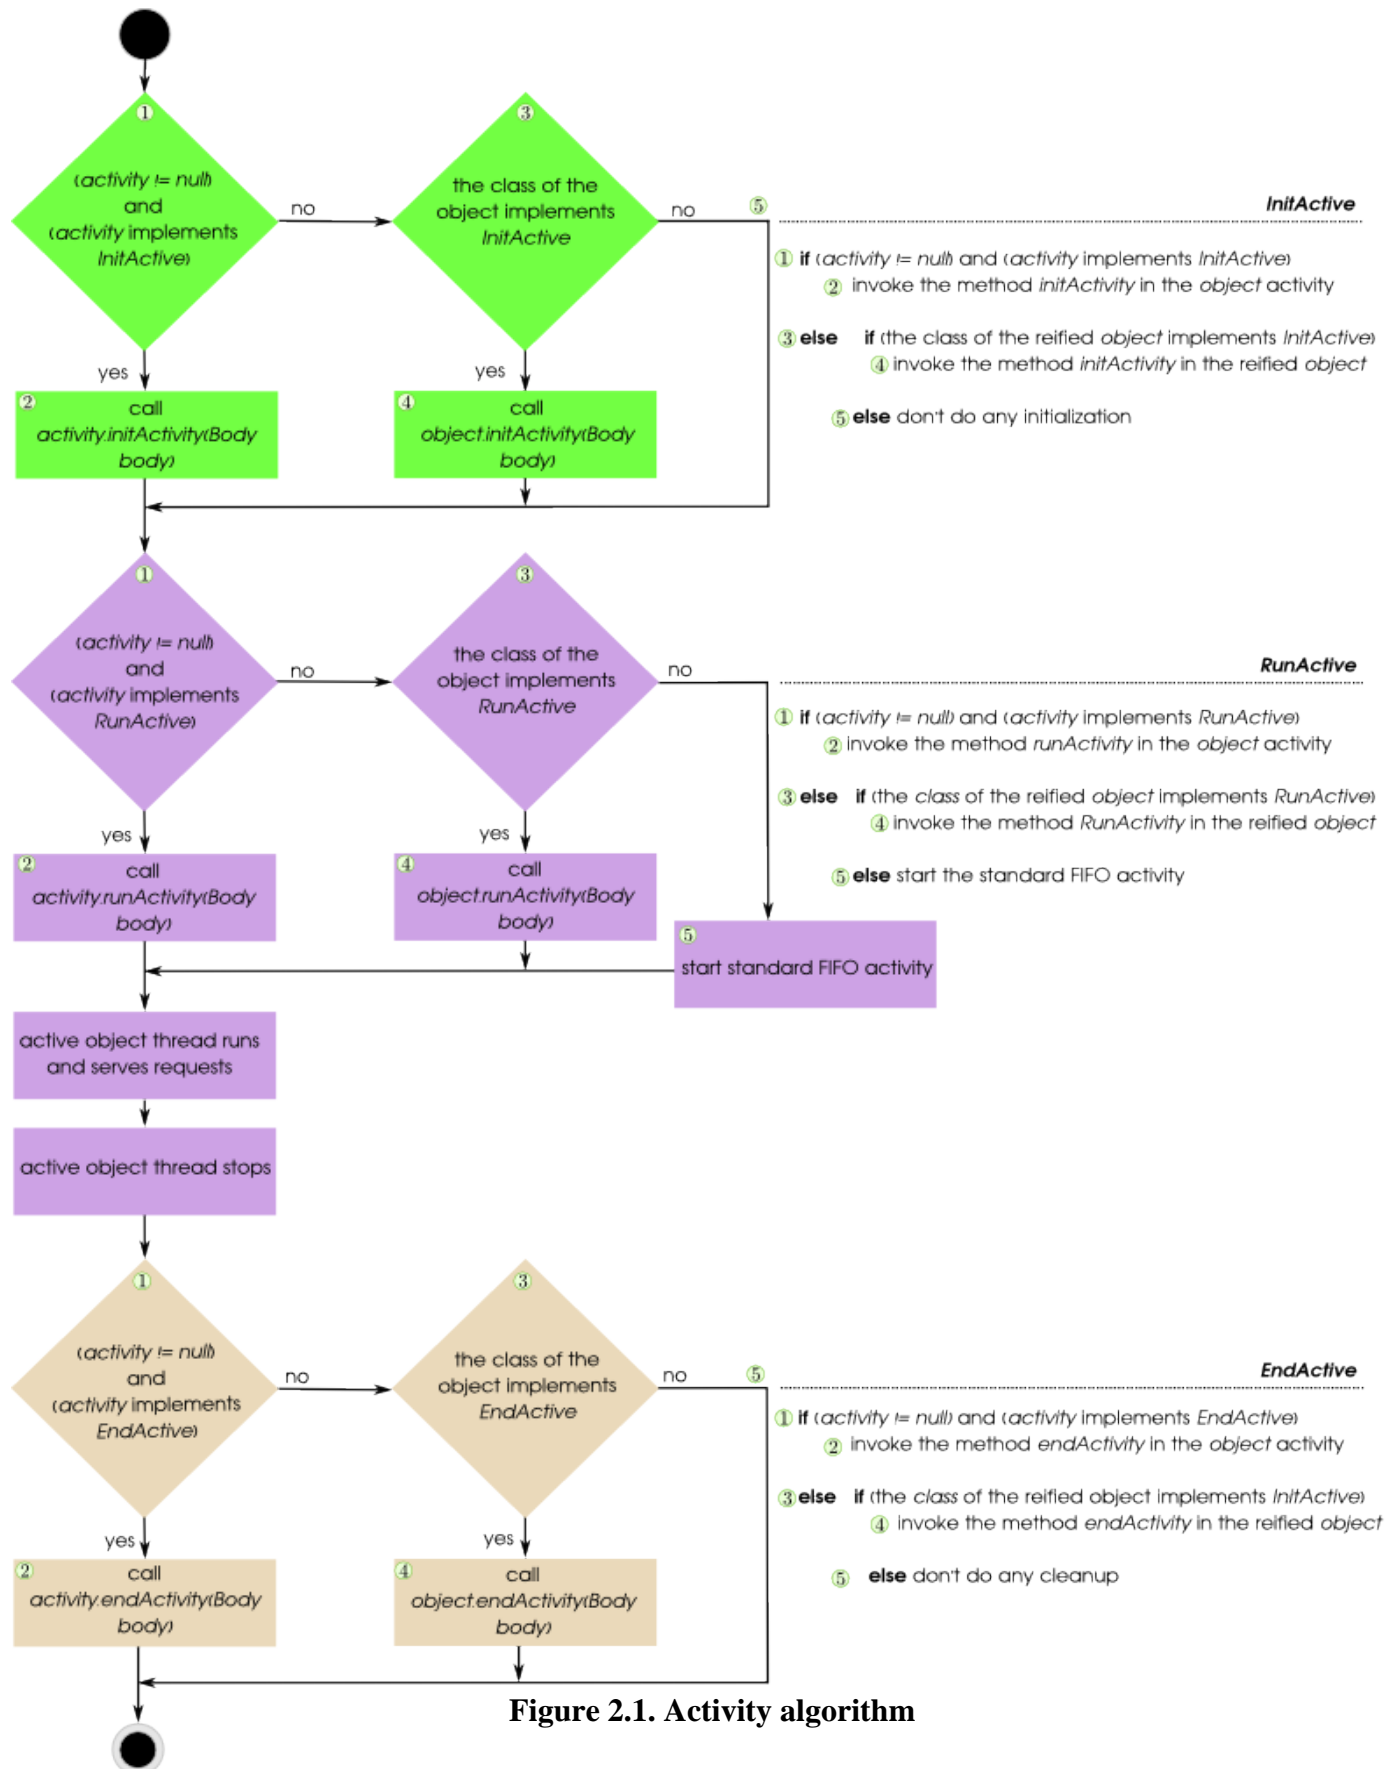 ①
(activity != null)
and
(activity implements
InitActive)
no
③
the class of the
object implements
InitActive
no
⑤
yes
② call
activity.initActivity(Body
body)
yes
④ call
object.initActivity(Body
body)
InitActive
① if (activity != null) and (activity implements InitActive)
② invoke the method initActivity in the object activity
③ else if (the class of the reified object implements InitActive)
④ invoke the method initActivity in the reified object
⑤ else don't do any initialization
①
(activity != null)
and
(activity implements
RunActive)
no
③
the class of the
object implements
RunActive
no
yes
② call
activity.runActivity(Body
body)
yes
④ call
object.runActivity(Body
body)
⑤
start standard FIFO activity
RunActive
① if (activity != null) and (activity implements RunActive)
② invoke the method runActivity in the object activity
③ else if (the class of the reified object implements RunActive)
④ invoke the method RunActivity in the reified object
⑤ else start the standard FIFO activity
active object thread runs
and serves requests
active object thread stops
①
(activity != null)
and
(activity implements
EndActive)
no
③
the class of the
object implements
EndActive
no
⑤
yes
② call
activity.endActivity(Body
body)
yes
④ call
object.endActivity(Body
body)
EndActive
① if (activity != null) and (activity implements EndActive)
② invoke the method endActivity in the object activity
③ else if (the class of the reified object implements InitActive)
④ invoke the method endActivity in the reified object
⑤ else don't do any cleanup
Figure 2.1. Activity algorithm